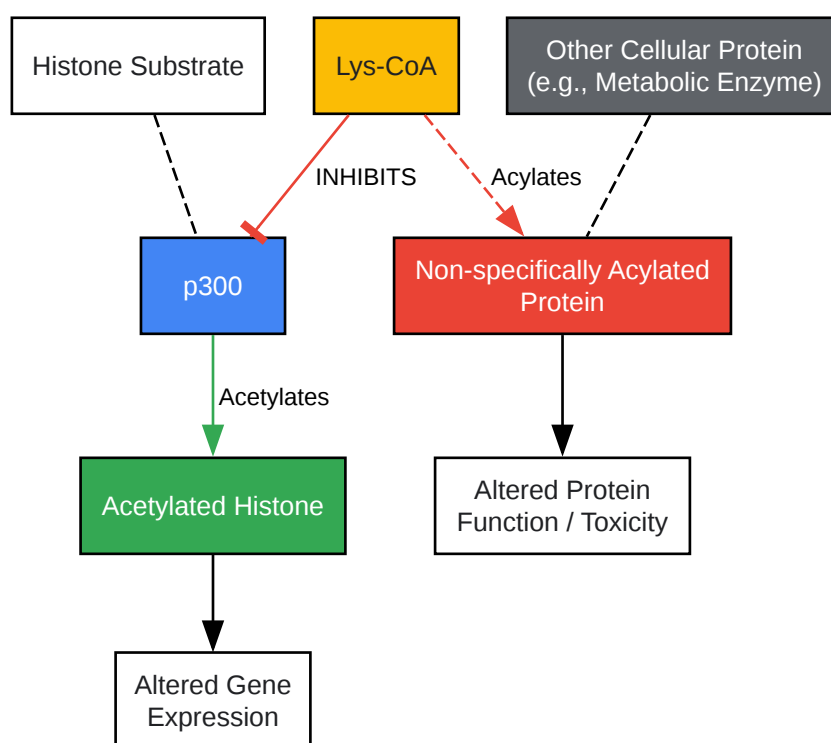 Histone Substrate
Lys-CoA
Other Cellular Protein
(e.g., Metabolic Enzyme)
INHIBITS
Acylates
p300
Non-specifically Acylated
Protein
Acetylates
Acetylated Histone
Altered Protein
Function / Toxicity
Altered Gene
Expression